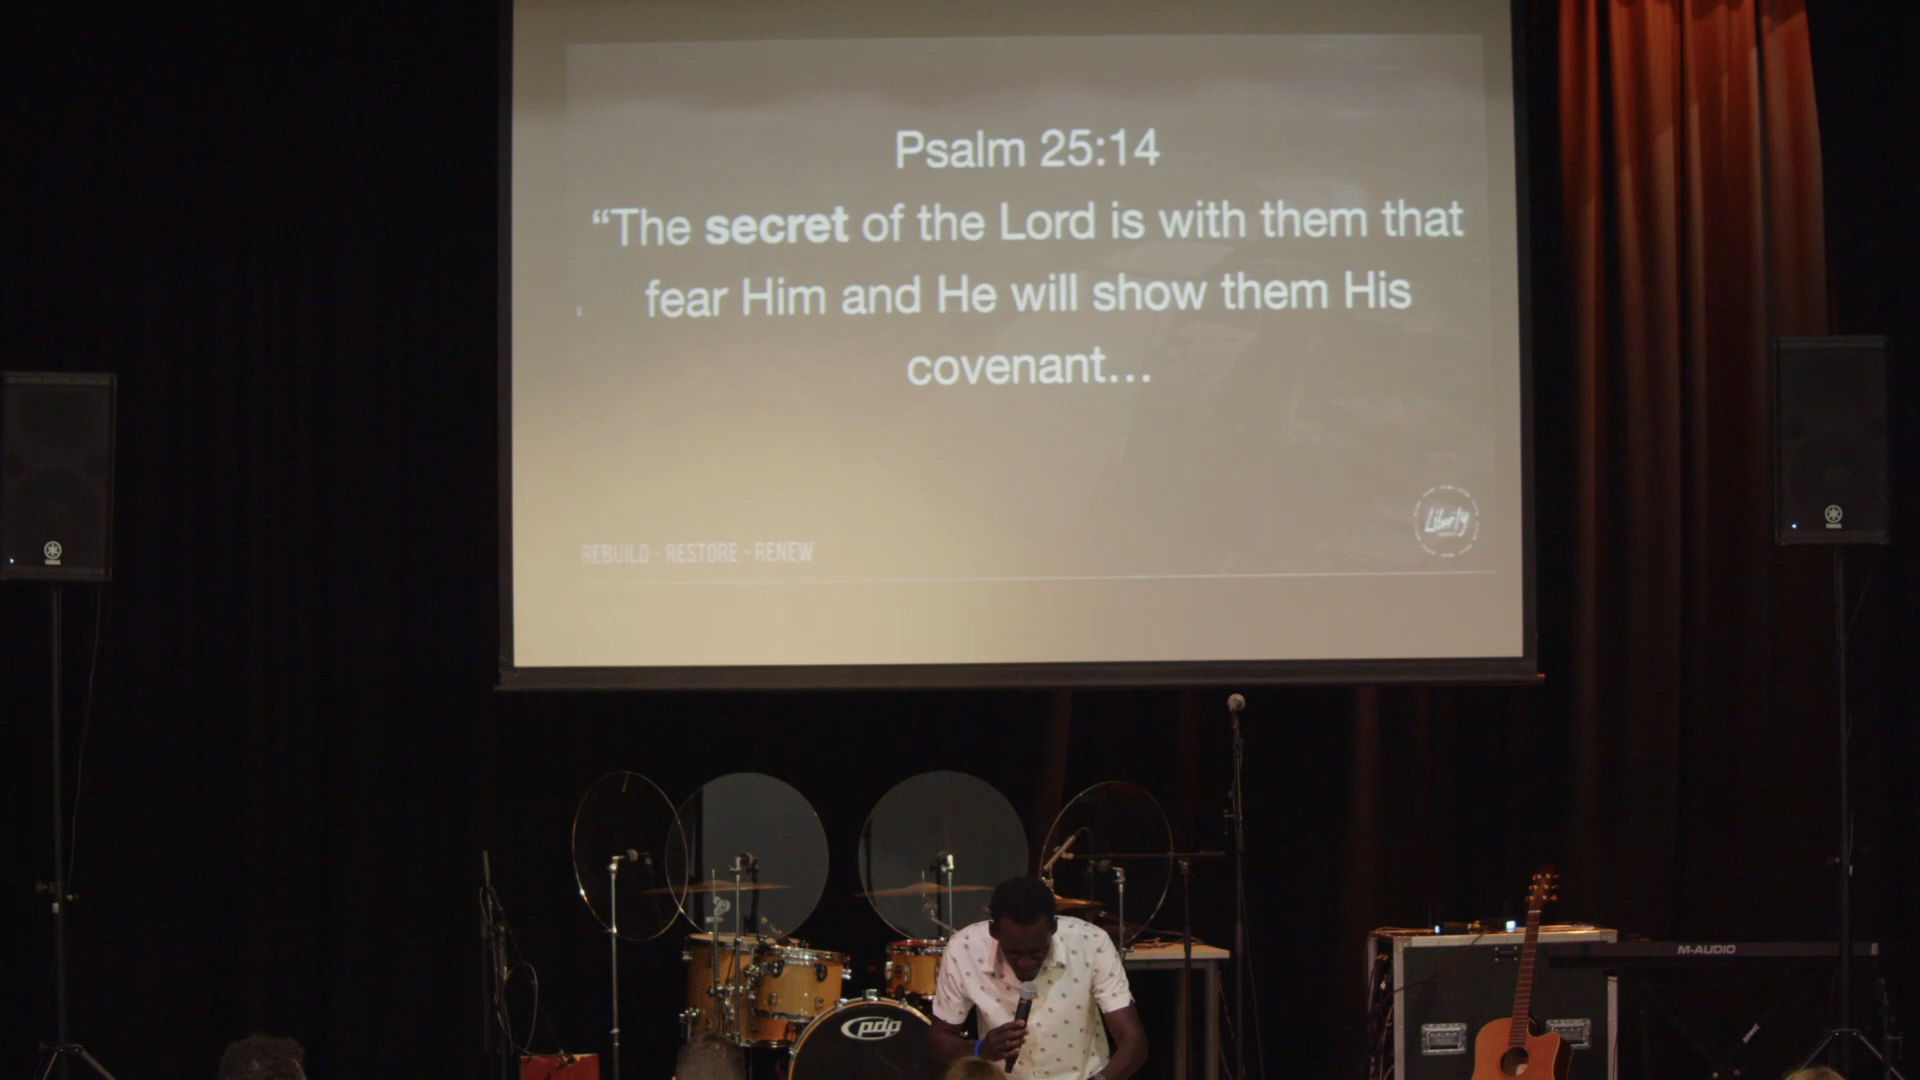 Psalm 25:14
“The secret of the Lord is with them that
fear Him and He will show them His
covenant...
REBUILD · RESTORE · RENEW
Liberty
pdp
M-AUDIO